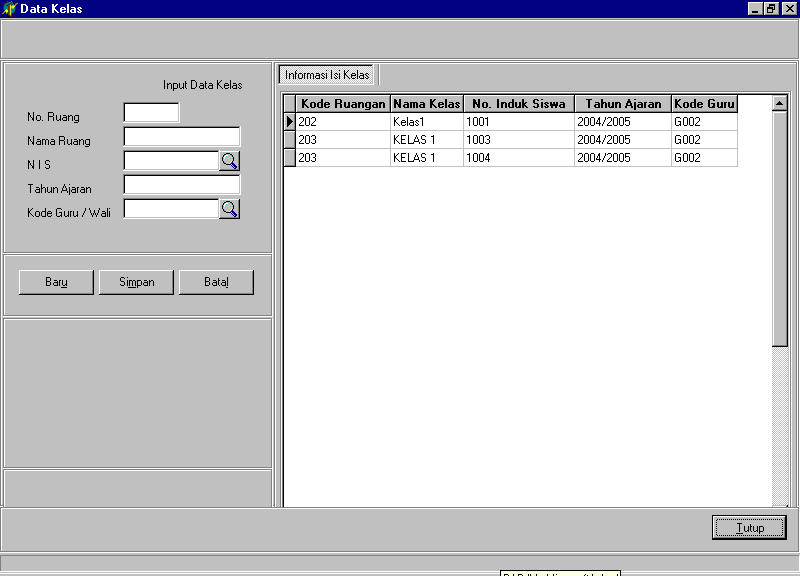 Data Kelas
Input Data Kelas
No. Ruang
Nama Ruang
N I S
Tahun Ajaran
Kode Guru / Wali
Baru Simpan Batal
Informasi Isi Kelas
Kode Ruangan Nama Kelas No. Induk Siswa Tahun Ajaran Kode Guru
202 Kelas1 1001 2004/2005 G002
203 KELAS 1 1003 2004/2005 G002
203 KELAS 1 1004 2004/2005 G002
Tutup